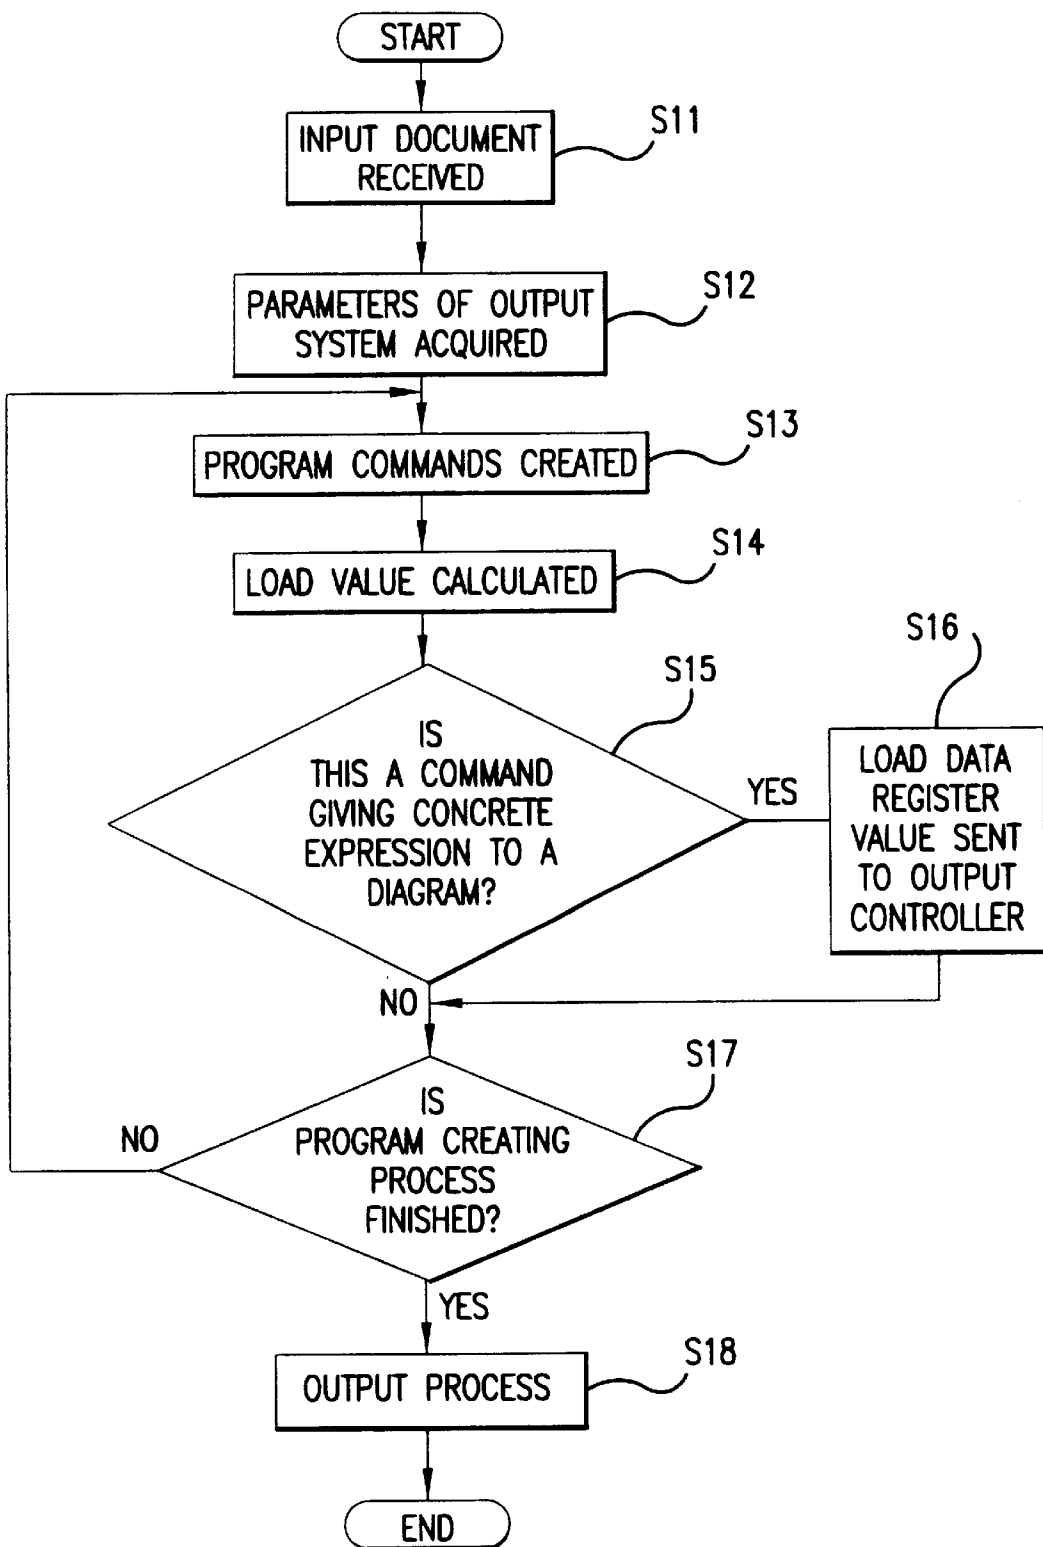 START
INPUT DOCUMENT
RECEIVED
S11
PARAMETERS OF OUTPUT
SYSTEM ACQUIRED
S12
PROGRAM COMMANDS CREATED
S13
LOAD VALUE CALCULATED
S14
IS
THIS A COMMAND
GIVING CONCRETE
EXPRESSION TO A
DIAGRAM?
S15
YES
LOAD DATA
REGISTER
VALUE SENT
TO OUTPUT
CONTROLLER
S16
NO
IS
PROGRAM CREATING
PROCESS
FINISHED?
S17
NO
YES
OUTPUT PROCESS
S18
END